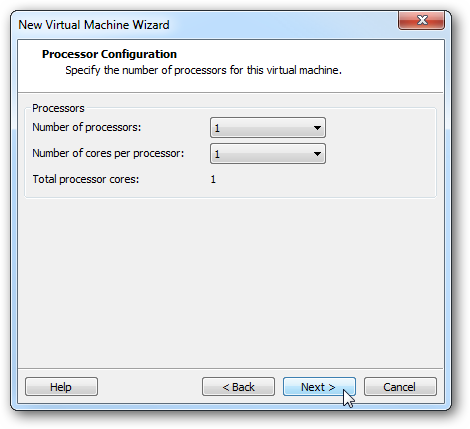 New Virtual Machine Wizard
Processor Configuration
Specify the number of processors for this virtual machine.
Processors
Number of processors: 1
Number of cores per processor: 1
Total processor cores: 1
Help < Back Next > Cancel